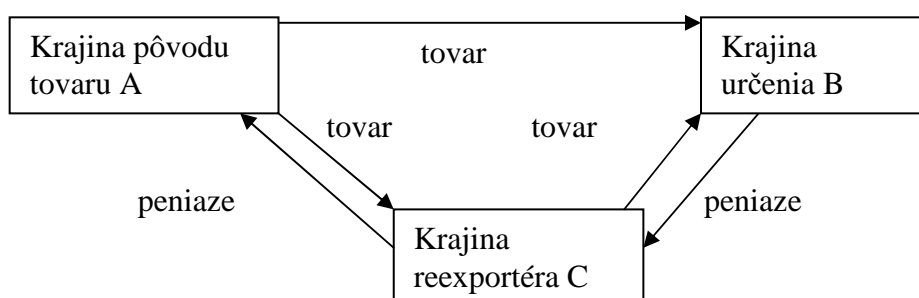 Krajina pôvodu
tovaru A
tovar
Krajina
určenia B
tovar
tovar
peniaze
peniaze
Krajina
reexportéra C